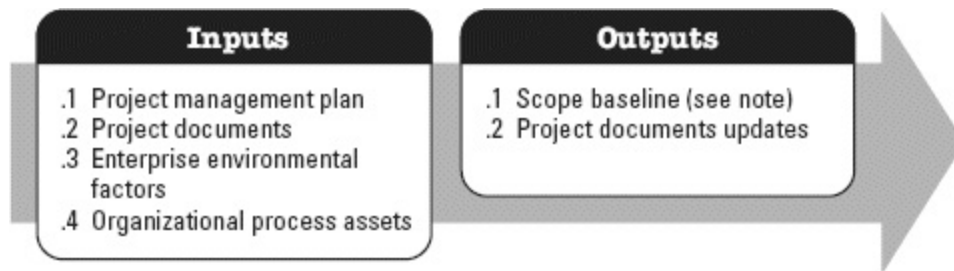 Inputs
.1 Project management plan
.2 Project documents
.3 Enterprise environmental
factors
.4 Organizational process assets
Outputs
.1 Scope baseline (see note)
.2 Project documents updates